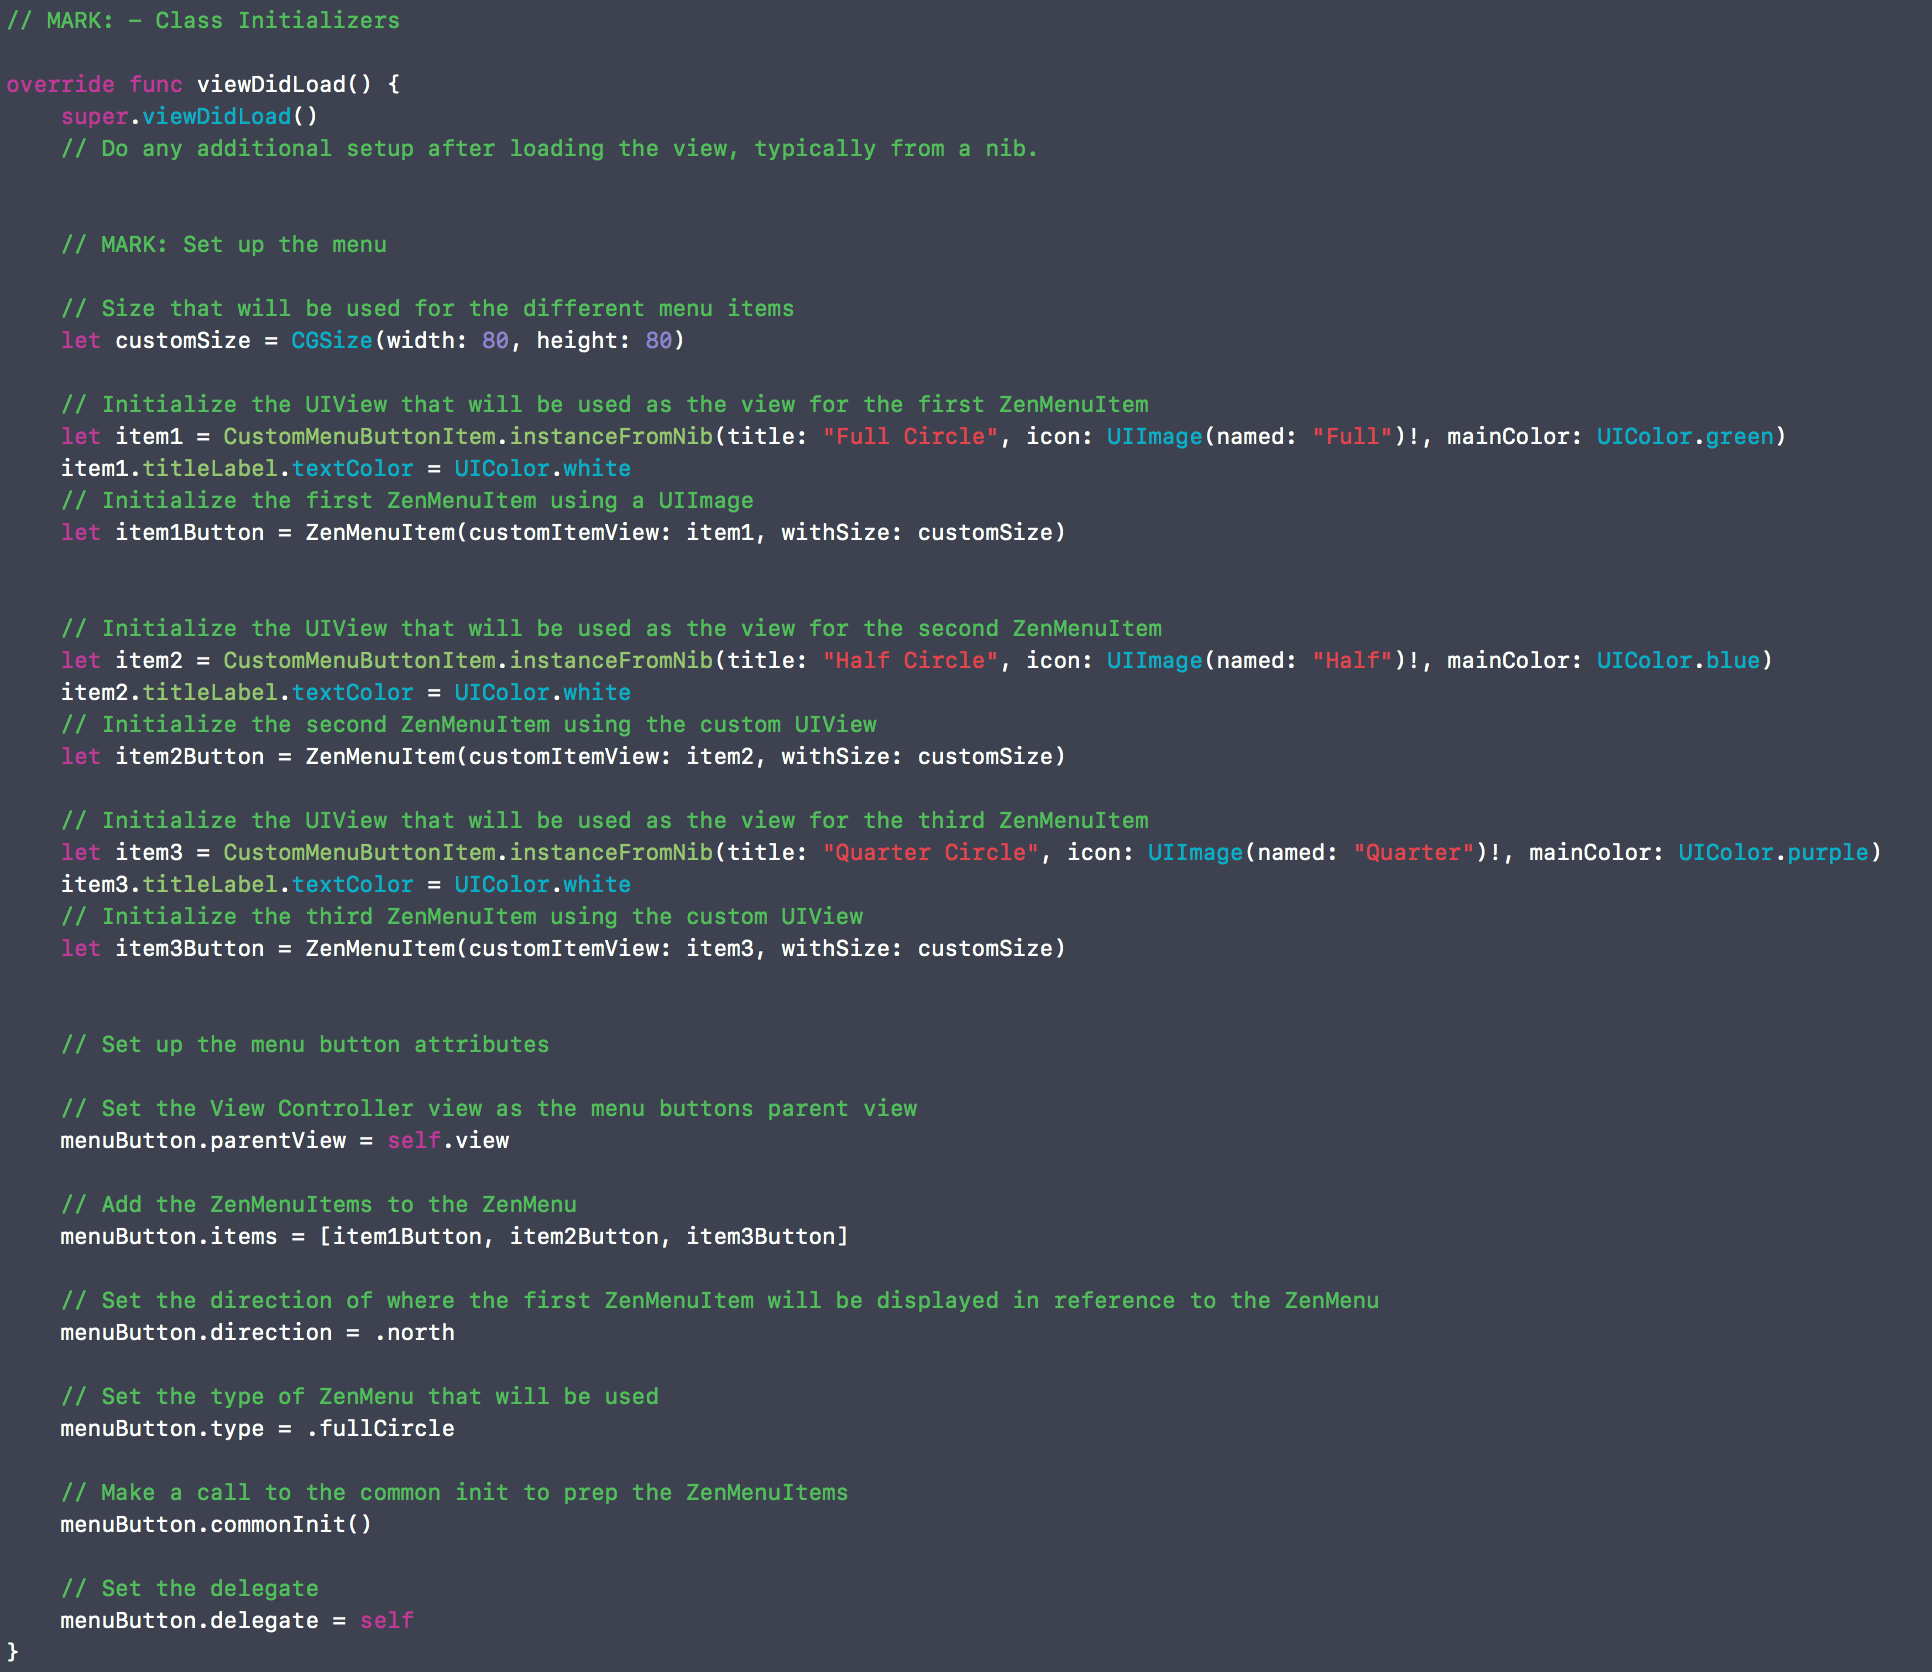 // MARK: - Class Initializers
override func viewDidLoad() {
super.viewDidLoad()
// Do any additional setup after loading the view, typically from a nib.
// MARK: Set up the menu
// Size that will be used for the different menu items
let customSize = CGSize(width: 80, height: 80)
// Initialize the UIView that will be used as the view for the first ZenMenuItem
let item1 = CustomMenuButtonItem.instanceFromNib(title: "Full Circle", icon: UIImage(named: "Full")!, mainColor: UIColor.green)
item1.titleLabel.textColor = UIColor.white
// Initialize the first ZenMenuItem using a UIImage
let item1Button = ZenMenuItem(customItemView: item1, withSize: customSize)
// Initialize the UIView that will be used as the view for the second ZenMenuItem
let item2 = CustomMenuButtonItem.instanceFromNib(title: "Half Circle", icon: UIImage(named: "Half")!, mainColor: UIColor.blue)
item2.titleLabel.textColor = UIColor.white
// Initialize the second ZenMenuItem using the custom UIView
let item2Button = ZenMenuItem(customItemView: item2, withSize: customSize)
// Initialize the UIView that will be used as the view for the third ZenMenuItem
let item3 = CustomMenuButtonItem.instanceFromNib(title: "Quarter Circle", icon: UIImage(named: "Quarter")!, mainColor: UIColor.purple)
item3.titleLabel.textColor = UIColor.white
// Initialize the third ZenMenuItem using the custom UIView
let item3Button = ZenMenuItem(customItemView: item3, withSize: customSize)
// Set up the menu button attributes
// Set the View Controller view as the menu buttons parent view
menuButton.parentView = self.view
// Add the ZenMenuItems to the ZenMenu
menuButton.items = [item1Button, item2Button, item3Button]
// Set the direction of where the first ZenMenuItem will be displayed in reference to the ZenMenu
menuButton.direction = .north
// Set the type of ZenMenu that will be used
menuButton.type = .fullCircle
// Make a call to the common init to prep the ZenMenuItems
menuButton.commonInit()
// Set the delegate
menuButton.delegate = self
}